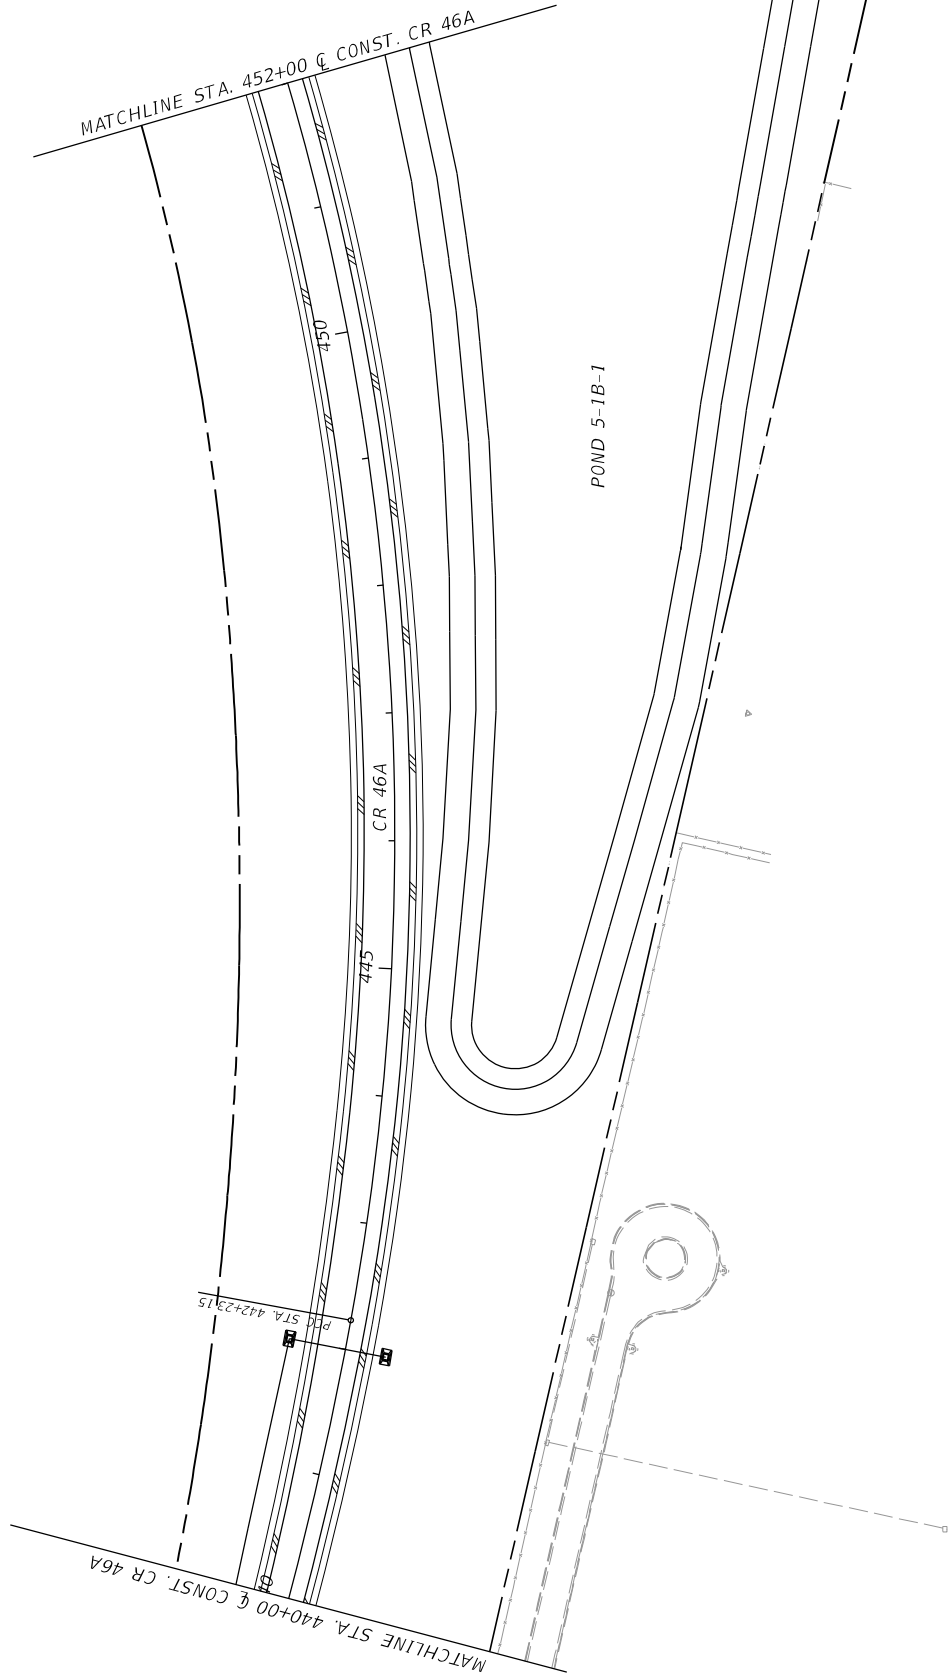 MATCHLINE STA. 452+00 ℄ CONST. CR 46A
450
POND 5-1B-1
CR 46A
445
PCC STA. 442+23.15
MATCHLINE STA. 440+00 ℄ CONST. CR 46A